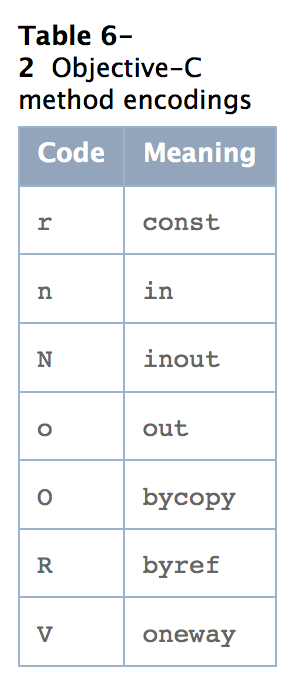 Table 6-
2 Objective-C
method encodings
Code Meaning
r const
n in
N inout
o out
O bycopy
R byref
V oneway